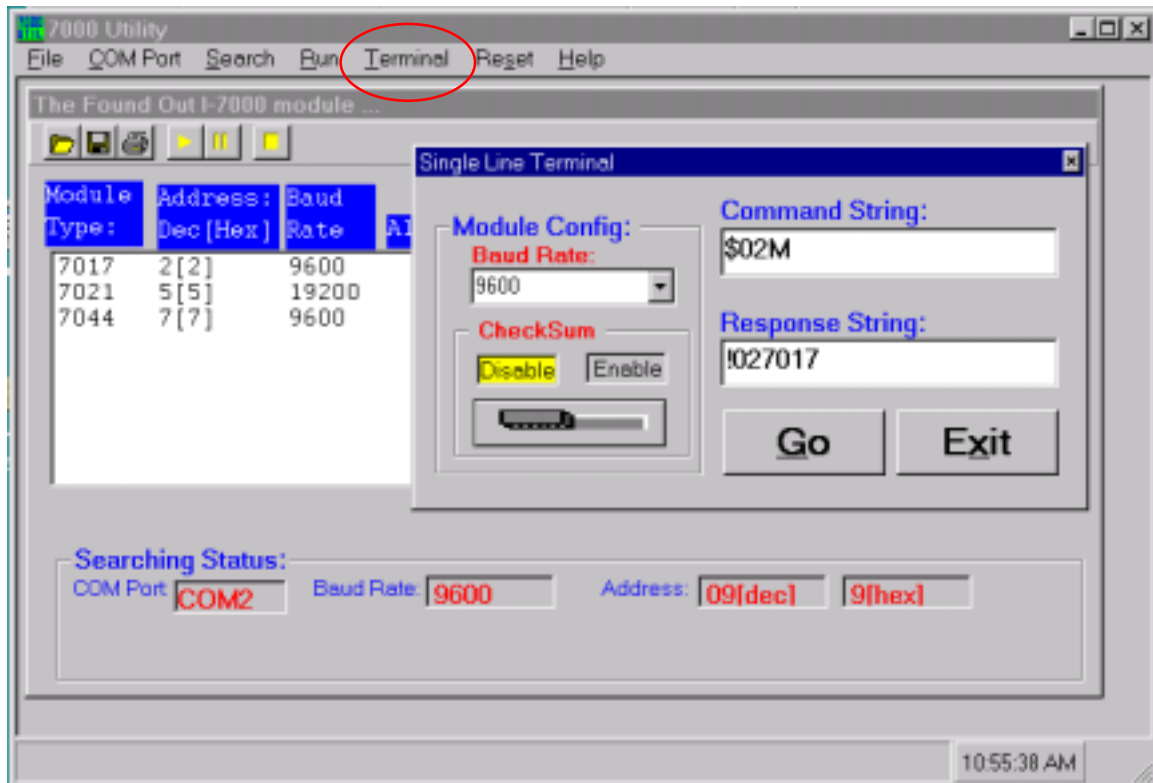 7000 Utility
File COM Port Search Run Terminal Reset Help
The Found Out I-7000 module ...
Module Type: Address: Dec[Hex] Baud Rate
7017 2[2] 9600
7021 5[5] 19200
7044 7[7] 9600
Single Line Terminal
Module Config:
Baud Rate:
9600
CheckSum
Disable Enable
Command String:
$02M
Response String:
!027017
Go Exit
Searching Status:
COM Port: COM2 Baud Rate: 9600 Address: 09[dec] 9[hex]
10:55:38 AM